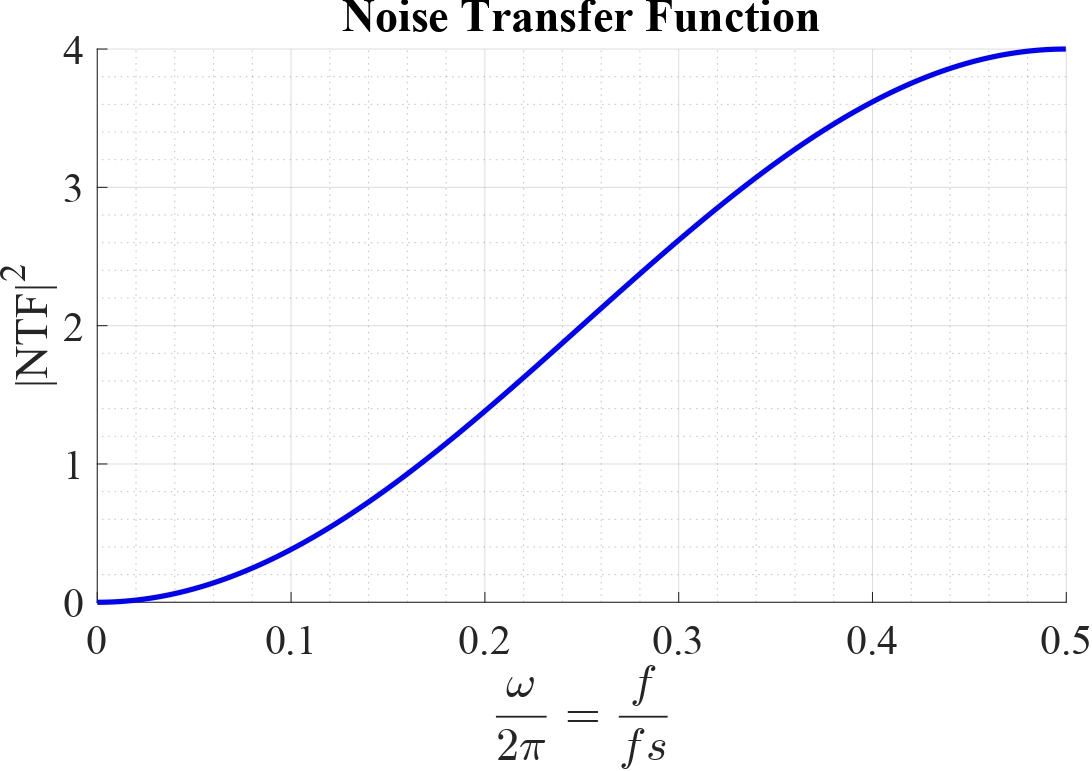 Noise Transfer Function
|NTF|²
4
3
2
1
0
0 0.1 0.2 0.3 0.4 0.5
ω/2π = f/fs